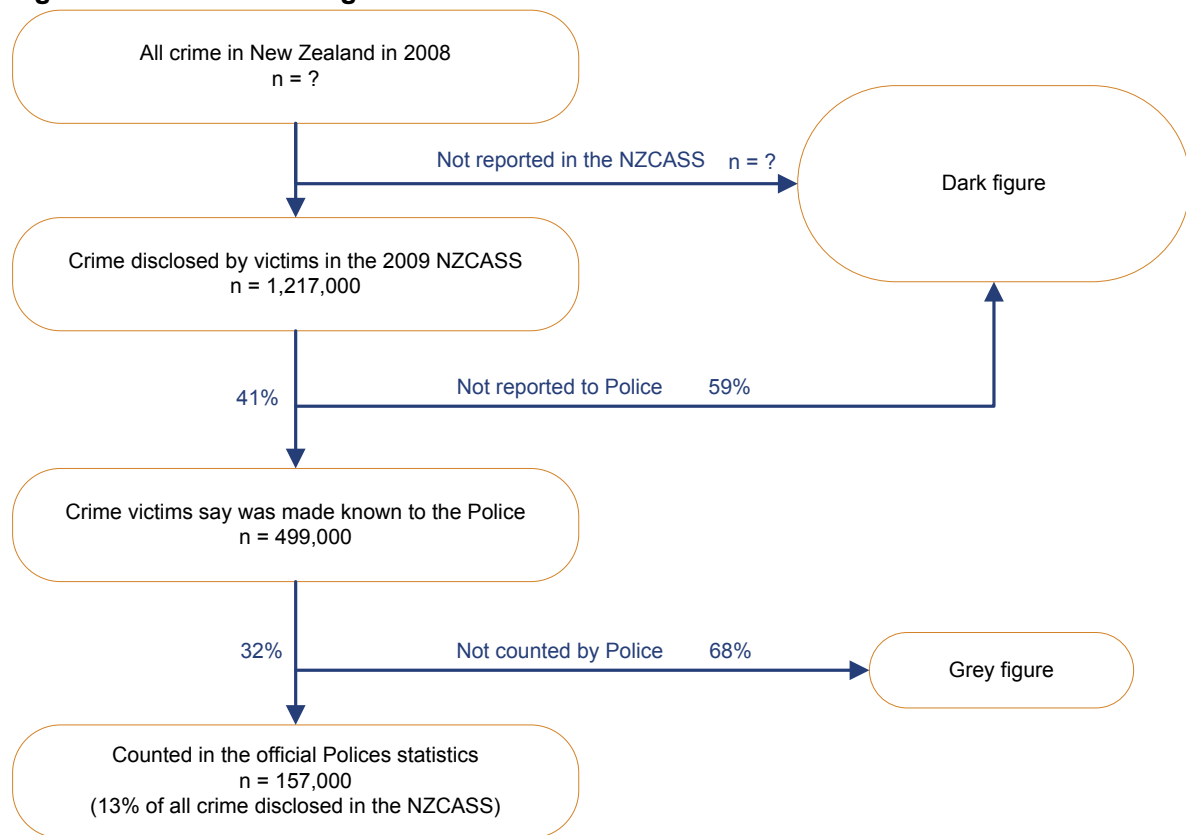 All crime in New Zealand in 2008
n = ?
Not reported in the NZCASS n = ?
Dark figure
Crime disclosed by victims in the 2009 NZCASS
n = 1,217,000
41%
Not reported to Police 59%
Crime victims say was made known to the Police
n = 499,000
32%
Not counted by Police 68%
Grey figure
Counted in the official Polices statistics
n = 157,000
(13% of all crime disclosed in the NZCASS)